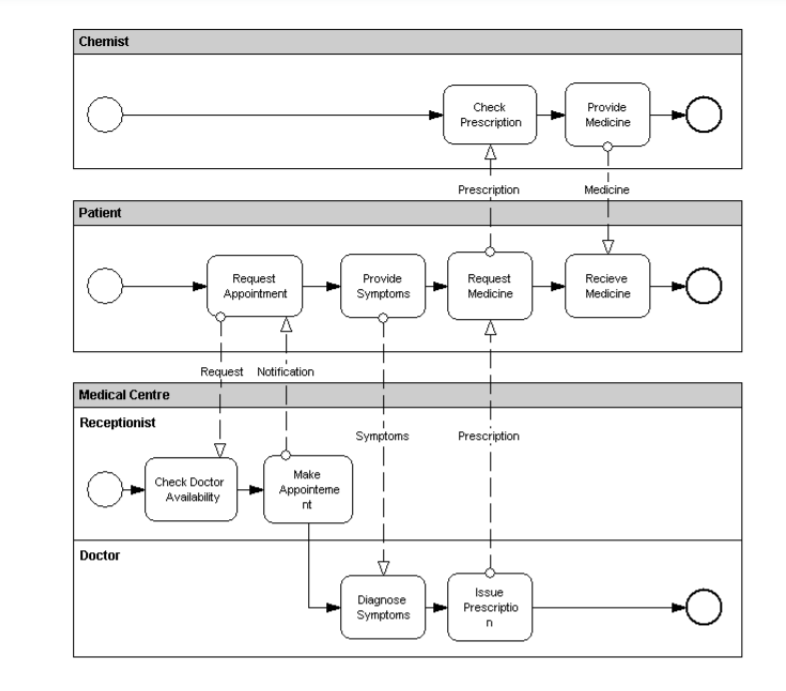 Chemist
Check
Prescription
Provide
Medicine
Prescription
Medicine
Patient
Request
Appointment
Provide
Symptoms
Request
Medicine
Recieve
Medicine
Request
Notification
Medical Centre
Receptionist
Symptoms
Prescription
Check Doctor
Availability
Make
Appointeme
nt
Doctor
Diagnose
Symptoms
Issue
Prescriptio
n